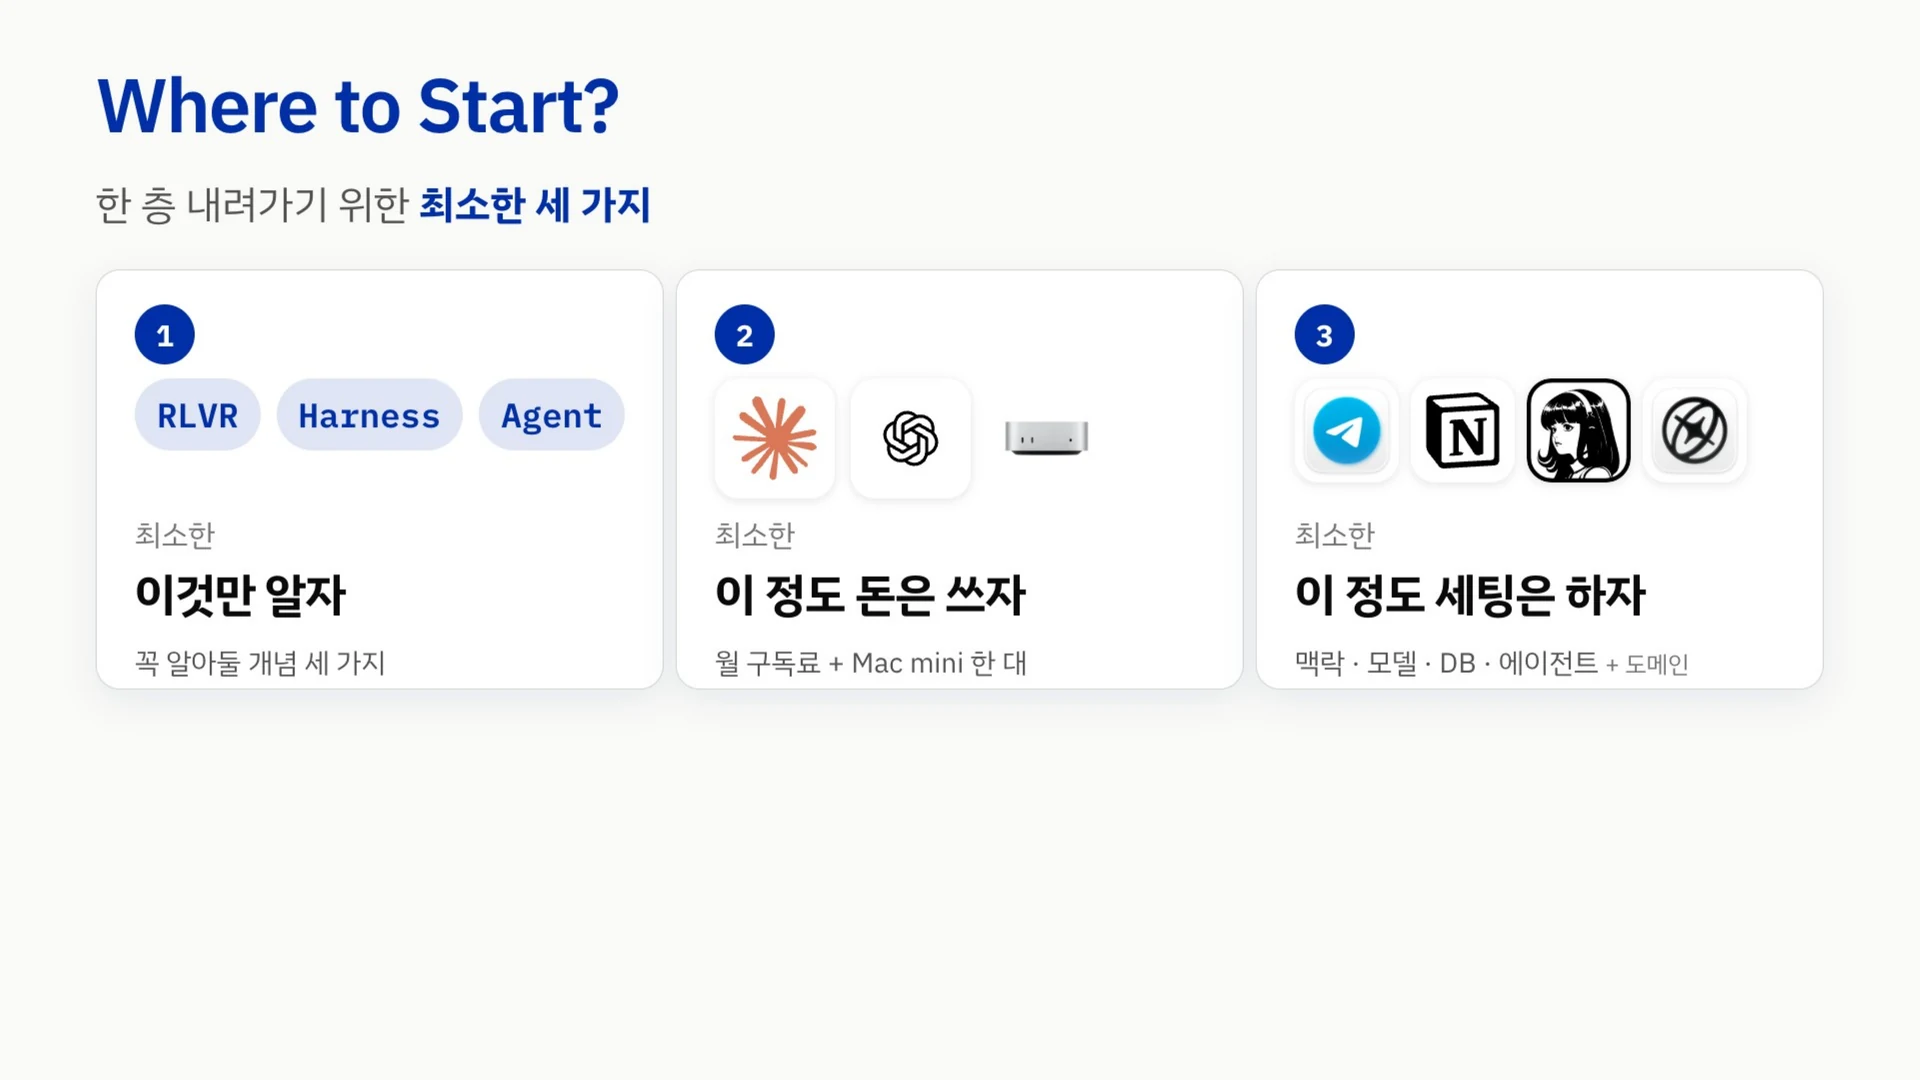 Where to Start?
한 층 내려가기 위한 최소한 세 가지
1
RLVR Harness Agent
최소한
이것만 알자
꼭 알아둘 개념 세 가지
2
최소한
이 정도 돈은 쓰자
월 구독료 + Mac mini 한 대
3
N
최소한
이 정도 세팅은 하자
맥락 · 모델 · DB · 에이전트 + 도메인